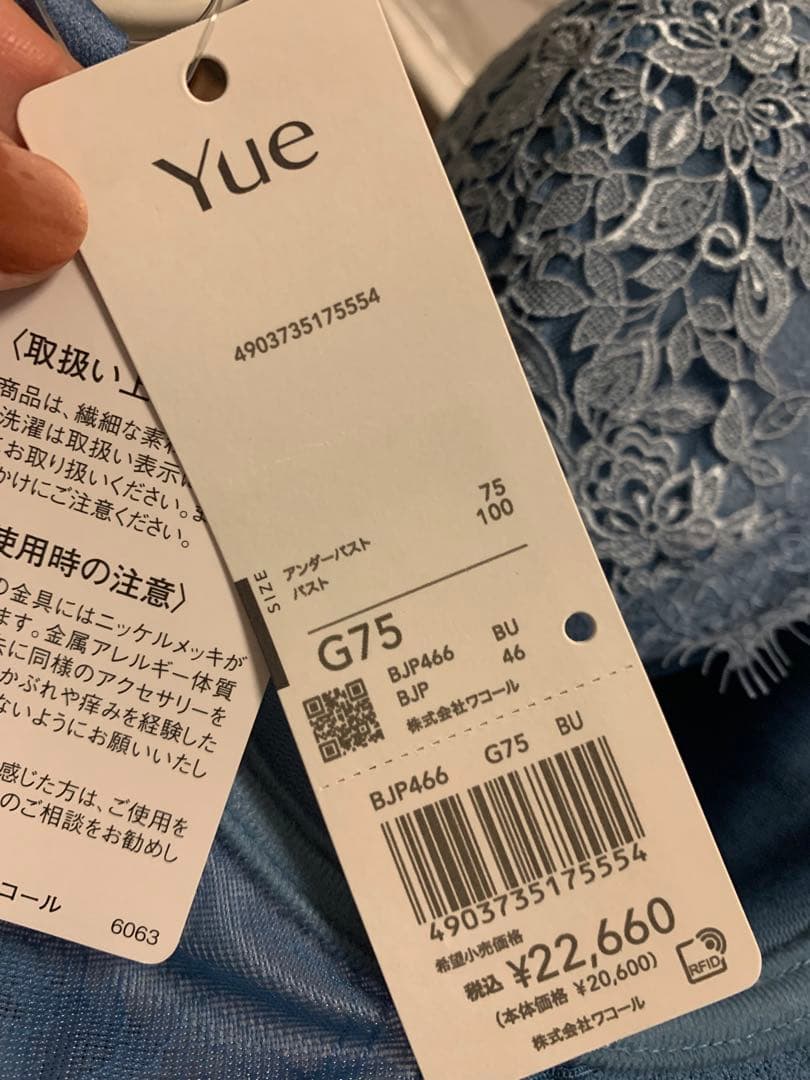 Yue
4903735175554
SIZE
アンダーバスト 75
バスト 100
G75
BJP466 BU
BJP 46
株式会社ワコール
BJP466 G75 BU
4903735175554
希望小売価格
税込 ¥22,660
(本体価格 ¥20,600)
株式会社ワコール
RFID
〈取扱い上
商品は、繊細な素材
洗濯は取扱い表示
お取り扱いください。
かけにご注意ください。
使用時の注意〉
の金具にはニッケルメッキが
ます。金属アレルギー体質
に同様のアクセサリーを
かぶれや痒みを経験した
ないようにお願いいたし
感じた方は、ご使用を
のご相談をお勧めし
コール
6063